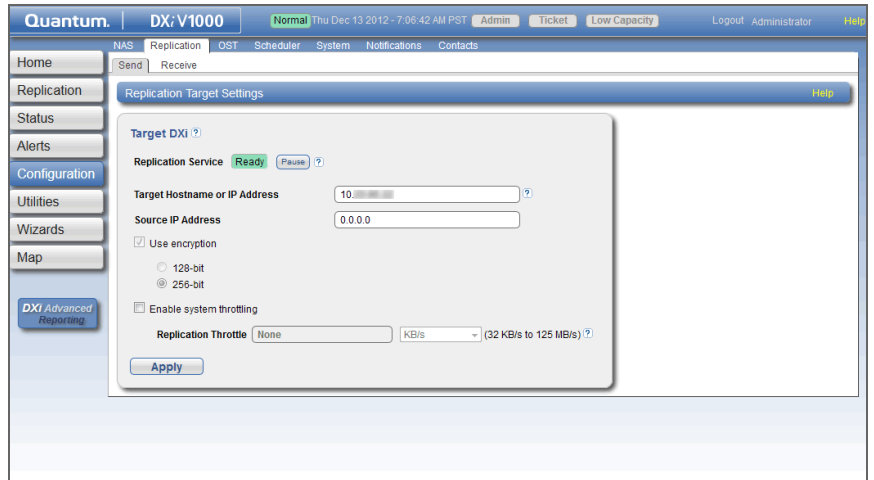 Quantum. DXi V1000 Normal Thu Dec 13 2012 - 7:06:42 AM PST Admin Ticket Low Capacity Logout Administrator Help
NAS Replication OST Scheduler System Notifications Contacts
Send Receive
Home
Replication
Status
Alerts
Configuration
Utilities
Wizards
Map
DXi Advanced
Reporting
Replication Target Settings Help
Target DXi ?
Replication Service Ready Pause ?
Target Hostname or IP Address 10. ?
Source IP Address 0.0.0.0
Use encryption
128-bit
256-bit
Enable system throttling
Replication Throttle None KB/s (32 KB/s to 125 MB/s) ?
Apply